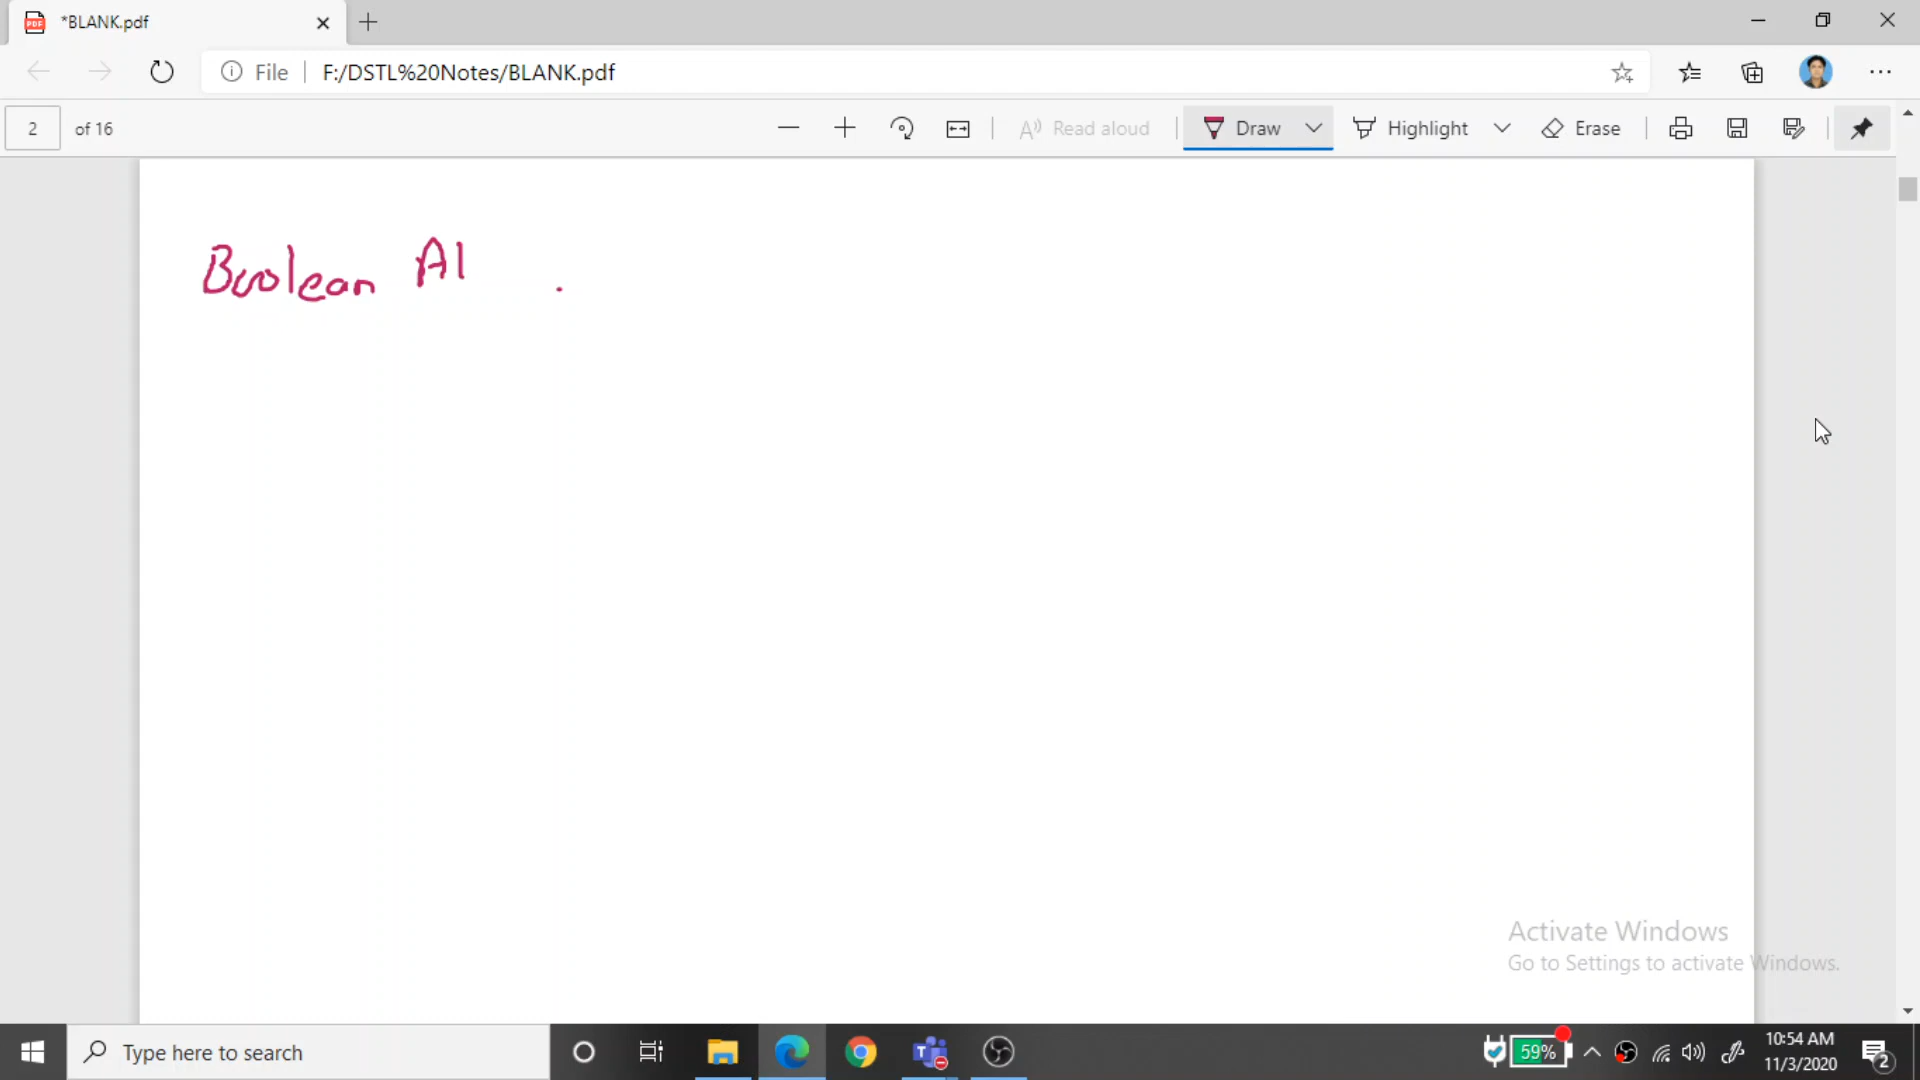 *BLANK.pdf
File F:/DSTL%20Notes/BLANK.pdf
2 of 16 Read aloud Draw Highlight Erase
Boolean Al .
Activate Windows
Go to Settings to activate Windows.
Type here to search
59%
10:54 AM
11/3/2020
2